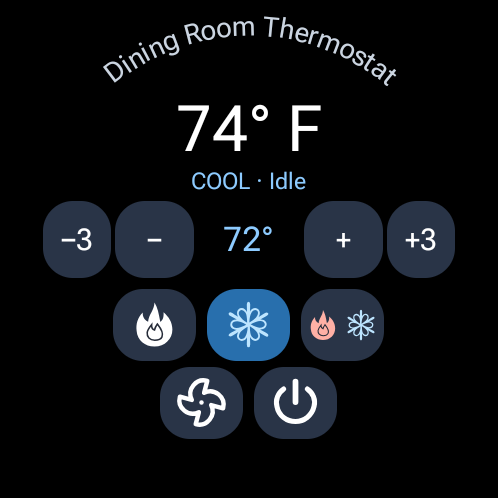 Dining Room Thermostat
74° F
COOL · Idle
−3 − 72° + +3